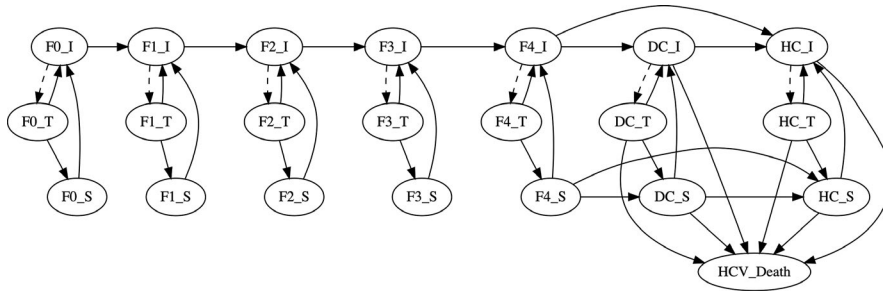 F0_I F1_I F2_I F3_I F4_I DC_I HC_I
F0_T F1_T F2_T F3_T F4_T DC_T HC_T
F0_S F1_S F2_S F3_S F4_S DC_S HC_S
HCV_Death